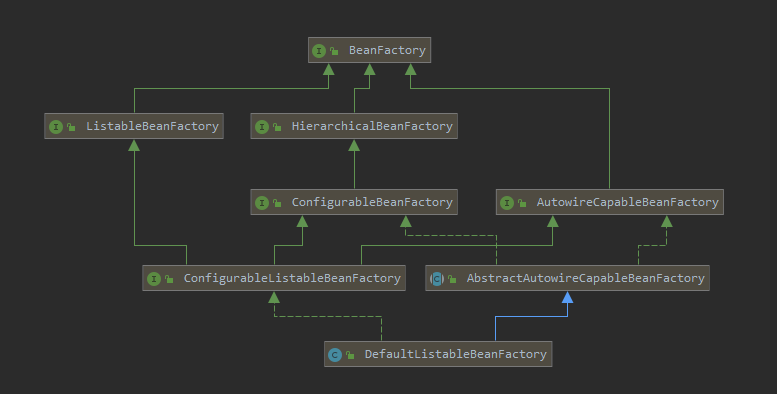 I BeanFactory
I ListableBeanFactory
I HierarchicalBeanFactory
I ConfigurableBeanFactory
I AutowireCapableBeanFactory
I ConfigurableListableBeanFactory
C AbstractAutowireCapableBeanFactory
C DefaultListableBeanFactory